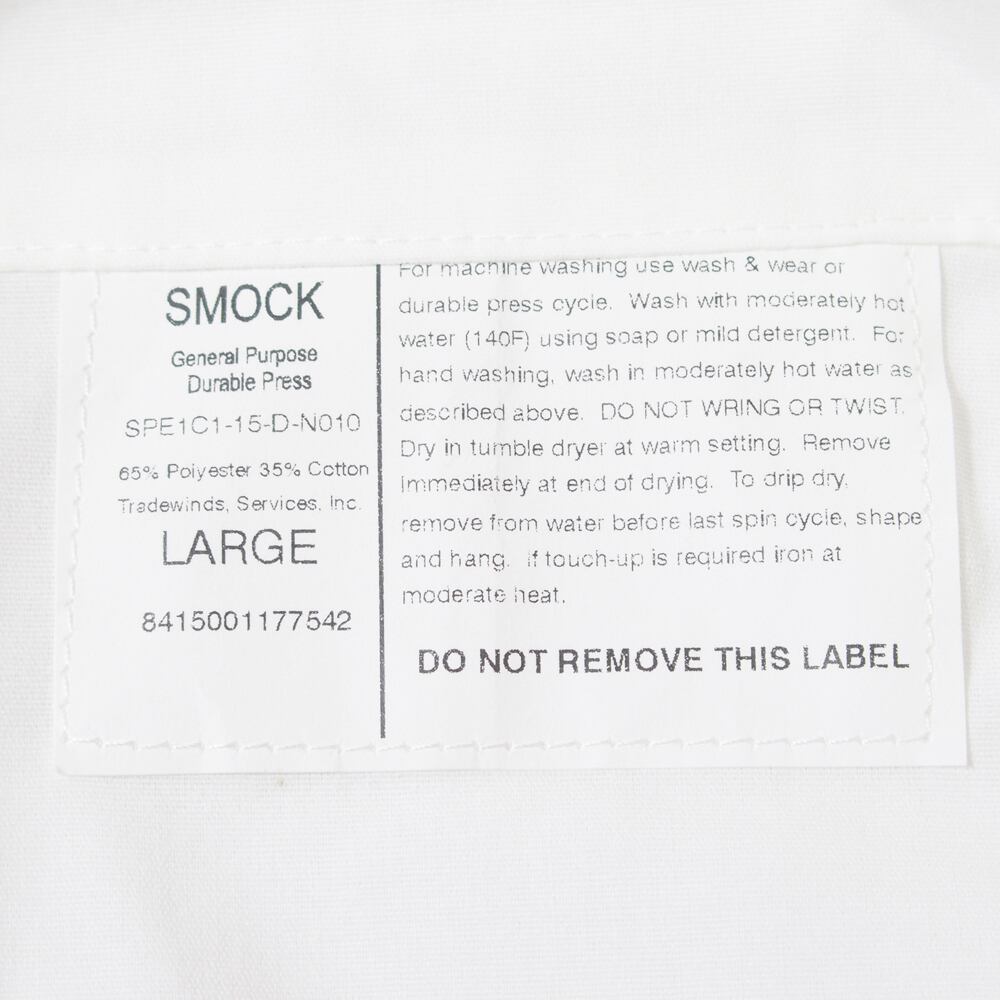 SMOCK
General Purpose
Durable Press
SPE1C1-15-D-N010
65% Polyester 35% Cotton
Tradewinds, Services, Inc.
LARGE
8415001177542
For machine washing use wash & wear or
durable press cycle. Wash with moderately hot
water (140F) using soap or mild detergent. For
hand washing, wash in moderately hot water as
described above. DO NOT WRING OR TWIST.
Dry in tumble dryer at warm setting. Remove
immediately at end of drying. To drip dry,
remove from water before last spin cycle, shape
and hang. If touch-up is required iron at
moderate heat.
DO NOT REMOVE THIS LABEL